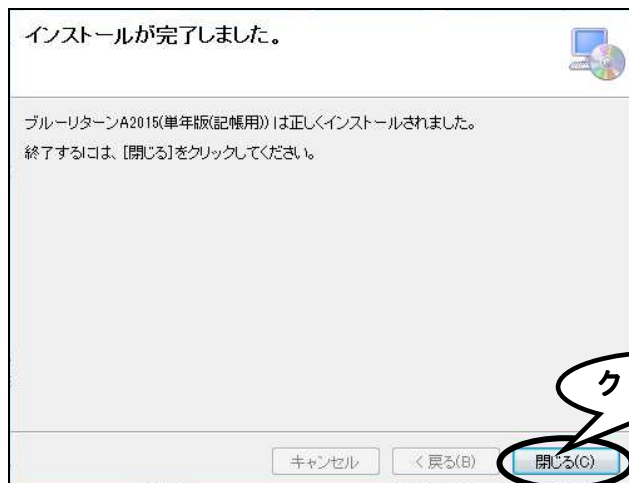 インストールが完了しました。
ブルーリターンA2015(単年版(記帳用)) は正しくインストールされました。
終了するには、[閉じる]をクリックしてください。
ク
キャンセル
< 戻る(B)
閉じる(C)